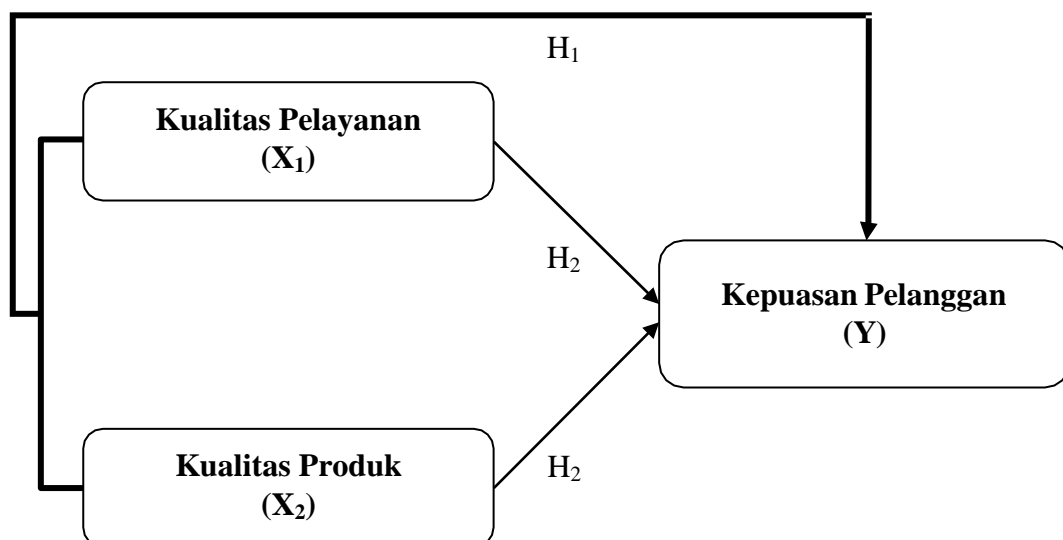 H₁
Kualitas Pelayanan
(X₁)
H₂
Kepuasan Pelanggan
(Y)
Kualitas Produk
(X₂)
H₂